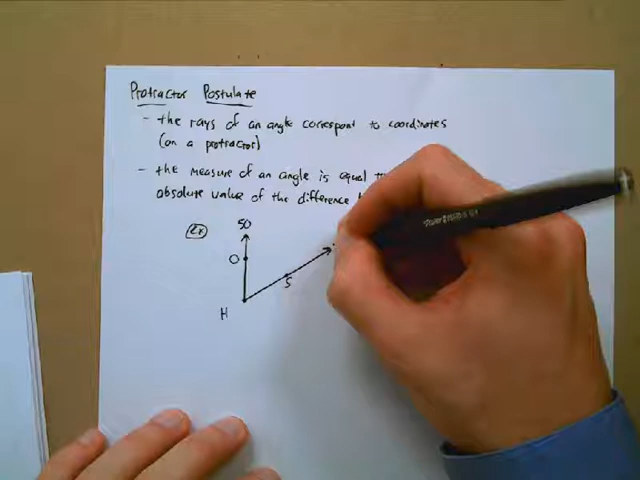 Protractor Postulate
- the rays of an angle correspont to coordinates
(on a protractor)
- the measure of an angle is equal
absolute value of the difference
Ex
50
O
S
H